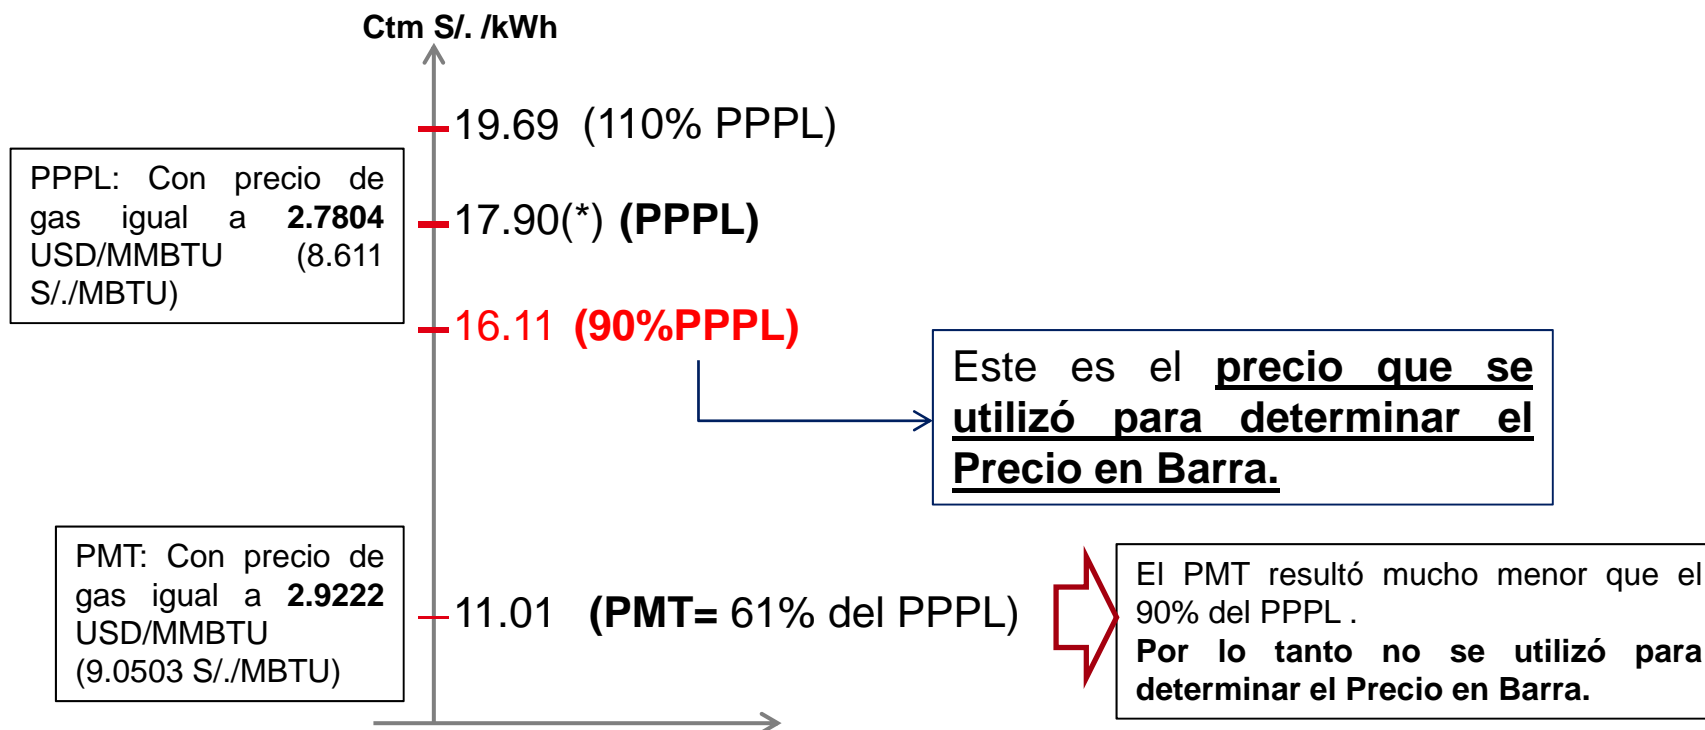 Ctm S/. /kWh
19.69 (110% PPPL)
PPPL: Con precio de
gas igual a 2.7804
USD/MMBTU (8.611
S/./MBTU)
17.90(*) (PPPL)
16.11 (90%PPPL)
Este es el precio que se
utilizó para determinar el
Precio en Barra.
PMT: Con precio de
gas igual a 2.9222
USD/MMBTU
(9.0503 S/./MBTU)
11.01 (PMT= 61% del PPPL)
El PMT resultó mucho menor que el
90% del PPPL .
Por lo tanto no se utilizó para
determinar el Precio en Barra.